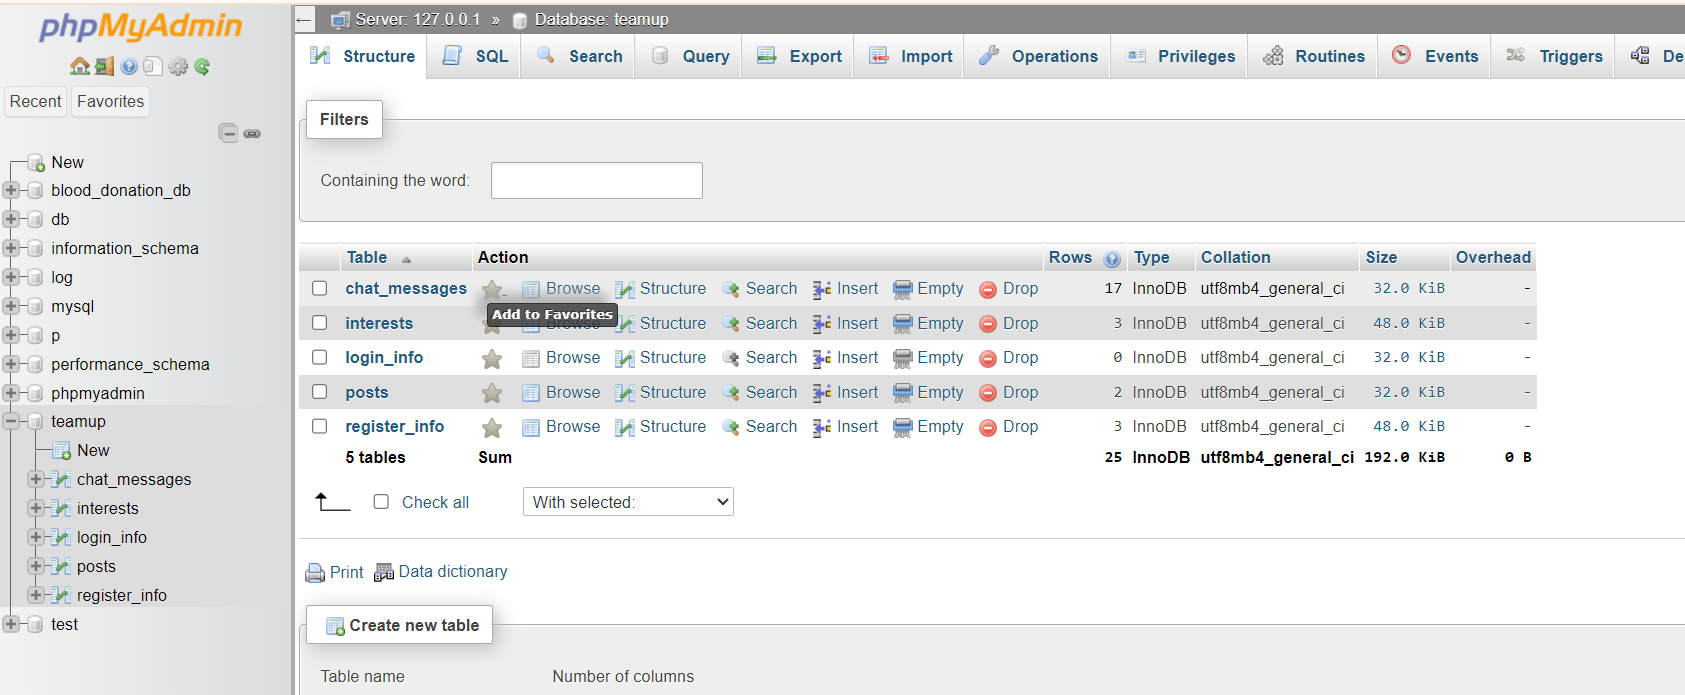 phpMyAdmin
Recent Favorites
New
blood_donation_db
db
information_schema
log
mysql
p
performance_schema
phpmyadmin
teamup
New
chat_messages
interests
login_info
posts
register_info
test
Server: 127.0.0.1 » Database: teamup
Structure SQL Search Query Export Import Operations Privileges Routines Events Triggers De
Filters
Containing the word:
Table Action Rows Type Collation Size Overhead
chat_messages Browse Structure Search Insert Empty Drop 17 InnoDB utf8mb4_general_ci 32.0 KiB -
Add to Favorites
interests Browse Structure Search Insert Empty Drop 3 InnoDB utf8mb4_general_ci 48.0 KiB -
login_info Browse Structure Search Insert Empty Drop 0 InnoDB utf8mb4_general_ci 32.0 KiB -
posts Browse Structure Search Insert Empty Drop 2 InnoDB utf8mb4_general_ci 32.0 KiB -
register_info Browse Structure Search Insert Empty Drop 3 InnoDB utf8mb4_general_ci 48.0 KiB -
5 tables Sum 25 InnoDB utf8mb4_general_ci 192.0 KiB 0 B
Check all With selected:
Print Data dictionary
Create new table
Table name Number of columns